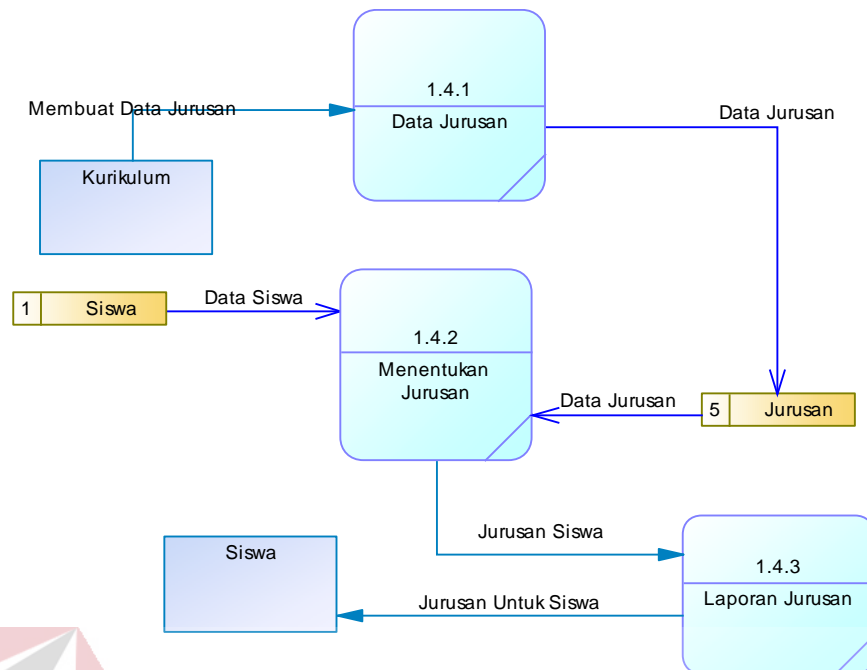 1.4.1
Membuat Data Jurusan
Data Jurusan
Data Jurusan
Kurikulum
1 Siswa
Data Siswa
1.4.2
Menentukan
Jurusan
Data Jurusan
5 Jurusan
Jurusan Siswa
Siswa
1.4.3
Laporan Jurusan
Jurusan Untuk Siswa